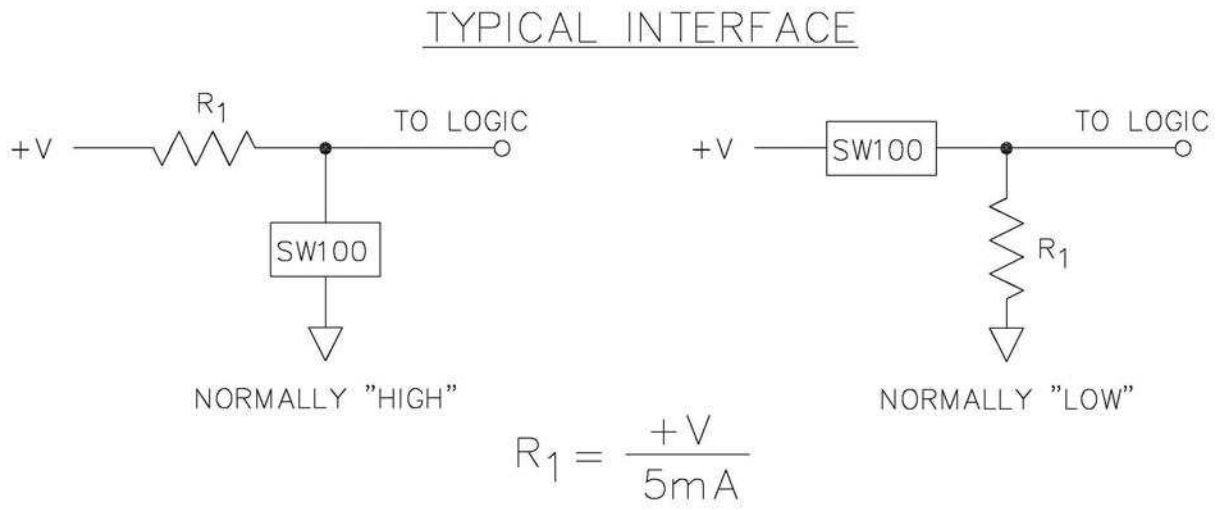 TYPICAL INTERFACE
R1
+V
TO LOGIC
SW100
NORMALLY "HIGH"
+V
SW100
TO LOGIC
R1
NORMALLY "LOW"
R1 = +V / 5mA